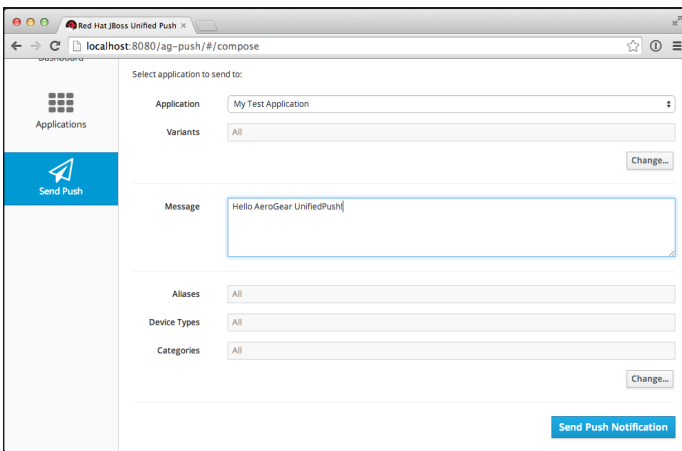 Red Hat JBoss Unified Push
localhost:8080/ag-push/#/compose
Dashboard
Select application to send to:
Application
My Test Application
Applications
Variants
All
Change...
Send Push
Message
Hello AeroGear UnifiedPush!
Aliases
All
Device Types
All
Categories
All
Change...
Send Push Notification